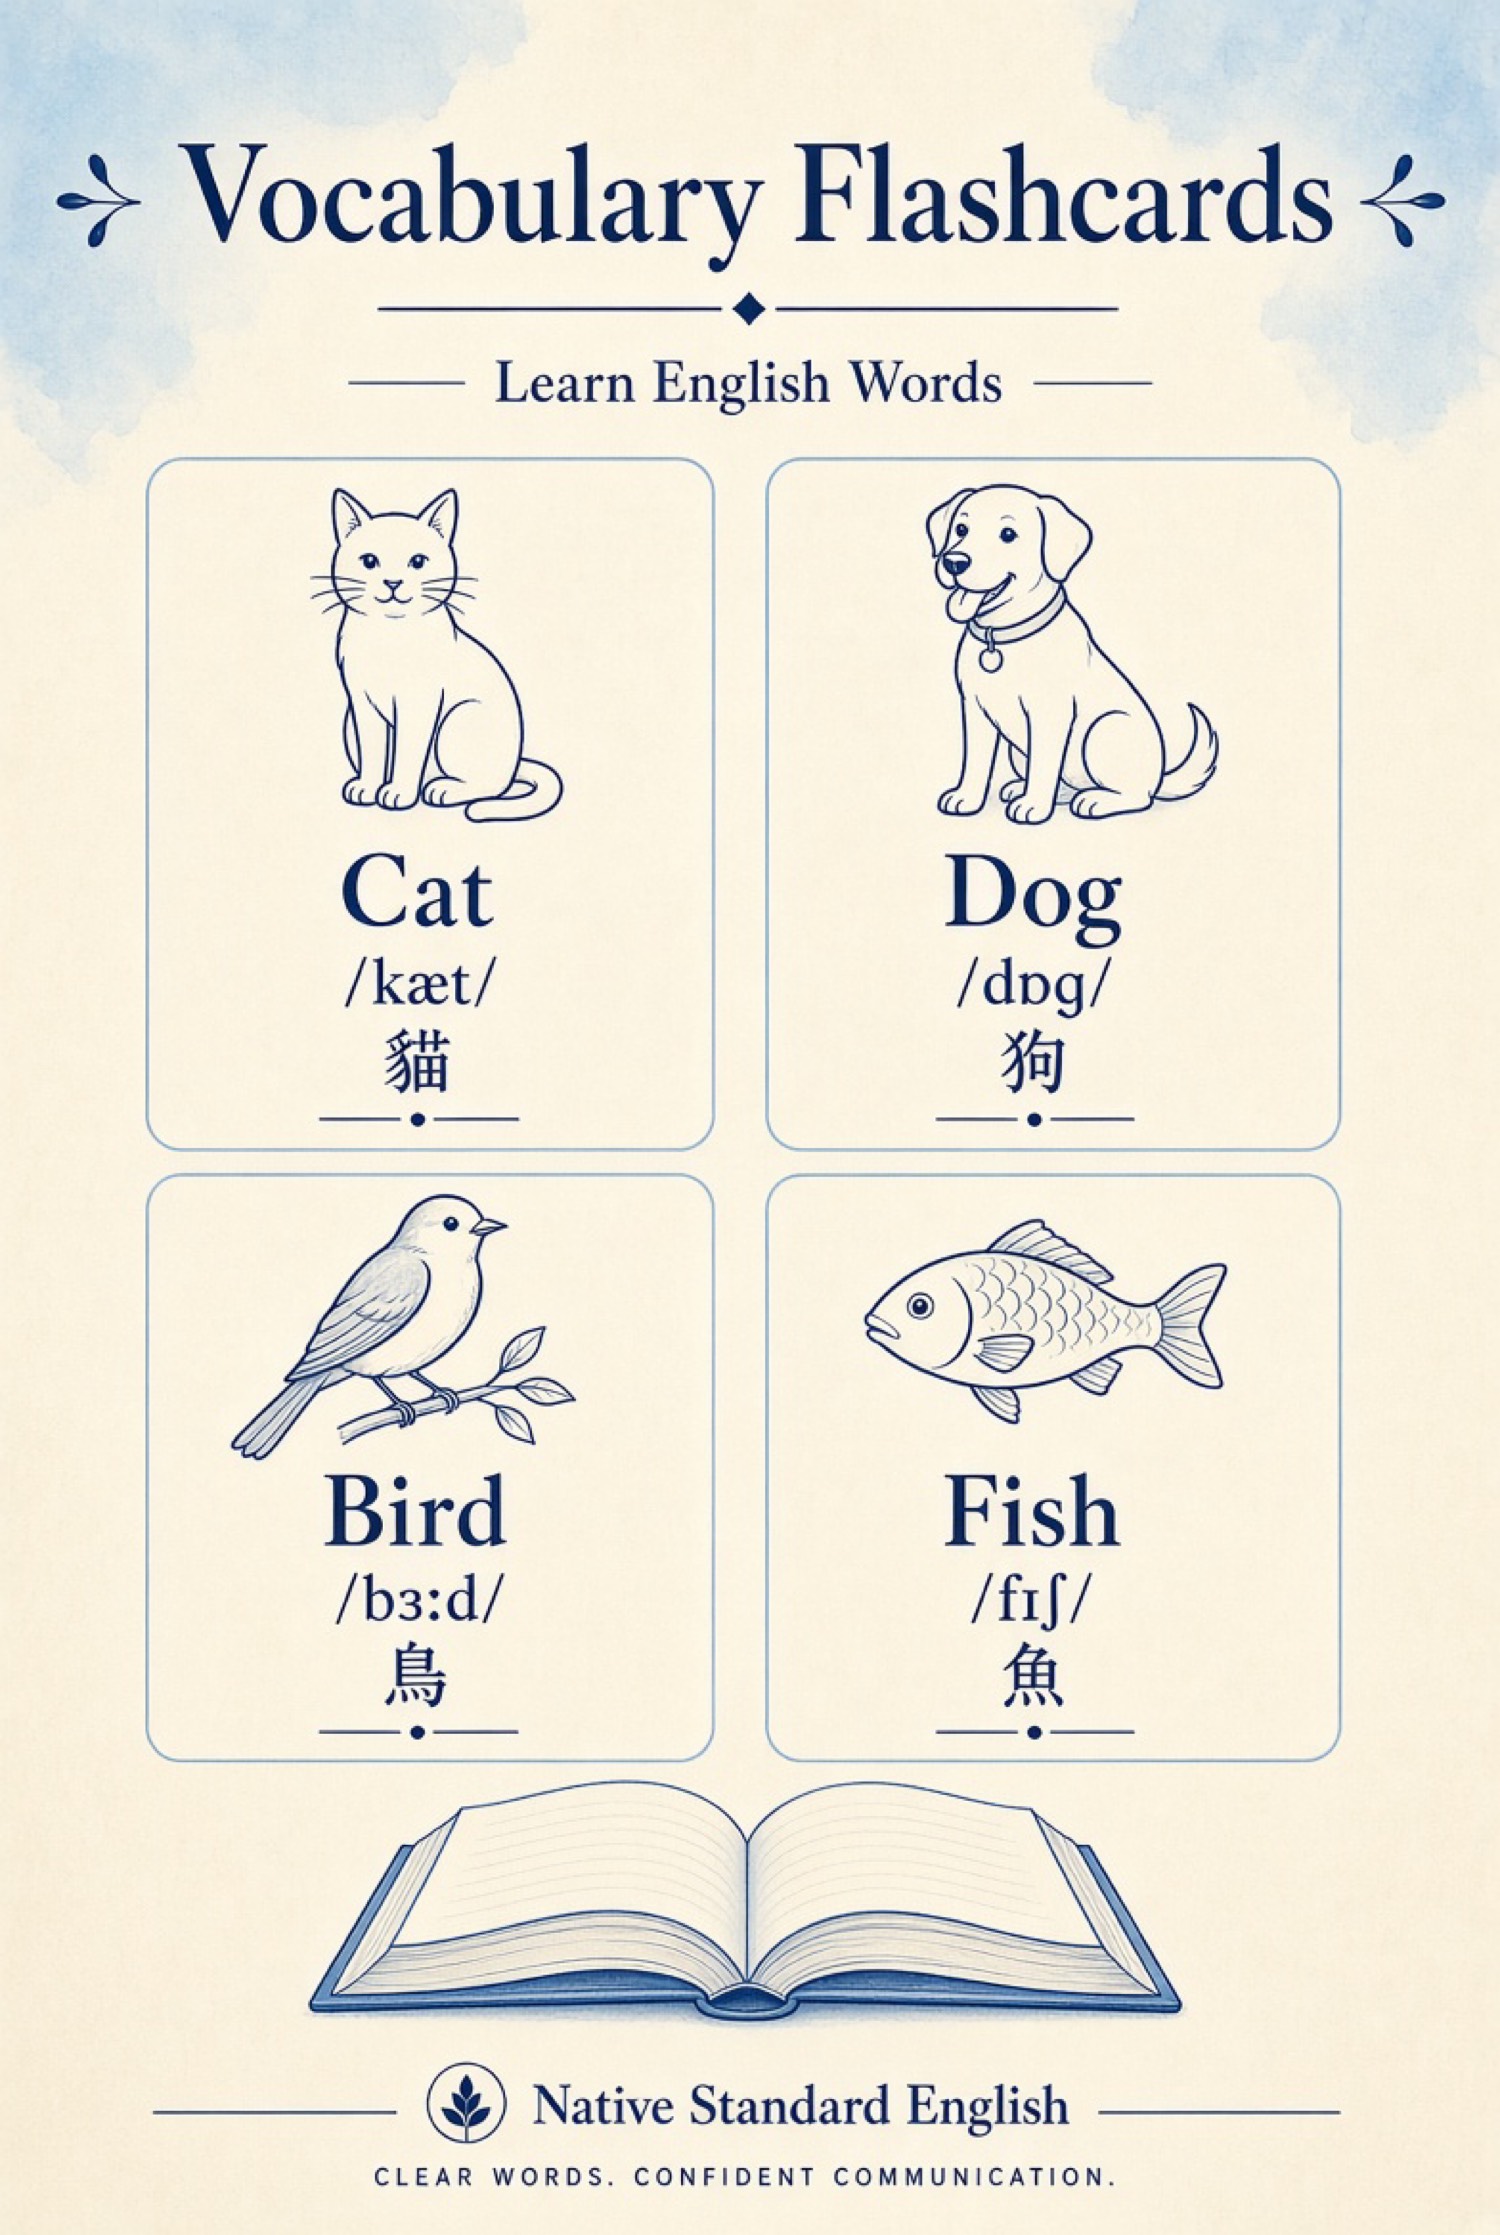 Vocabulary Flashcards
Learn English Words
Cat
/kæt/
貓
Dog
/dɒɡ/
狗
Bird
/bɜːd/
鳥
Fish
/fɪʃ/
魚
Native Standard English
CLEAR WORDS. CONFIDENT COMMUNICATION.